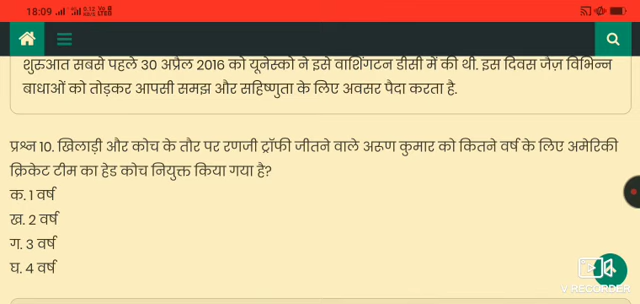 18:09
शुरुआत सबसे पहले 30 अप्रैल 2016 को यूनेस्को ने इसे वाशिंगटन डीसी में की थी. इस दिवस जैज़ विभिन्न
बाधाओं को तोड़कर आपसी समझ और सहिष्णुता के लिए अवसर पैदा करता है.
प्रश्न 10. खिलाड़ी और कोच के तौर पर रणजी ट्रॉफी जीतने वाले अरुण कुमार को कितने वर्ष के लिए अमेरिकी
क्रिकेट टीम का हेड कोच नियुक्त किया गया है?
क. 1 वर्ष
ख. 2 वर्ष
ग. 3 वर्ष
घ. 4 वर्ष
V RECORDER